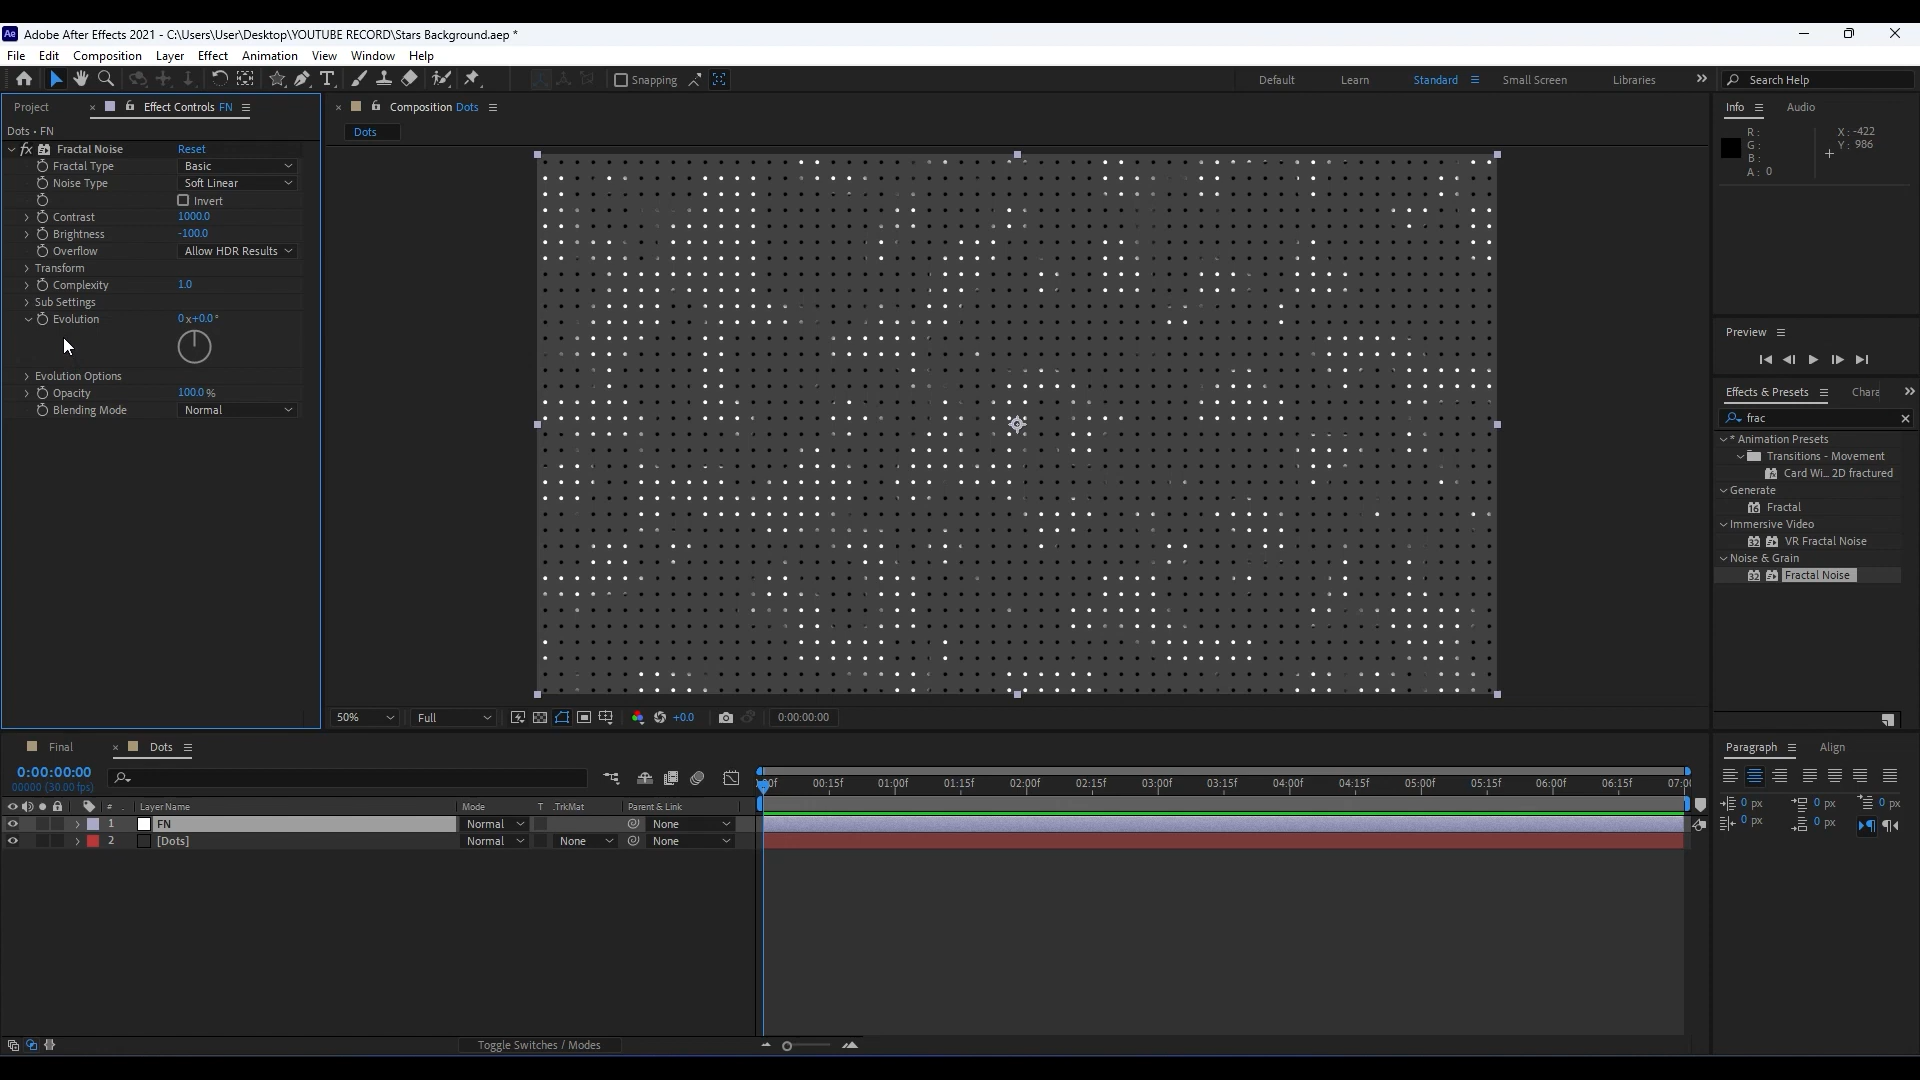 Ae Adobe After Effects 2021 - C:\Users\User\Desktop\YOUTUBE RECORD\Stars Background.aep *
File Edit Composition Layer Effect Animation View Window Help
T Snapping Default Learn Standard Small Screen Libraries Search Help
Project Effect Controls FN Composition Dots Info Audio
Dots • FN
Dots
fx Fractal Noise Reset
Fractal Type Basic
Noise Type Soft Linear
Invert
Contrast 1000.0
Brightness -100.0
Overflow Allow HDR Results
Transform
Complexity 1.0
Sub Settings
Evolution 0x+0.0°
Evolution Options
Opacity 100.0 %
Blending Mode Normal
R :
G :
B :
A : 0
X : -422
Y : 986
Preview
Effects & Presets Chara
frac
* Animation Presets
Transitions - Movement
Card Wi... 2D fractured
Generate
16 Fractal
Immersive Video
32 VR Fractal Noise
Noise & Grain
32 Fractal Noise
50% Full +0.0 0:00:00:00
Final Dots
0:00:00:00
00000 (30.00 fps)
00f 00:15f 01:00f 01:15f 02:00f 02:15f 03:00f 03:15f 04:00f 04:15f 05:00f 05:15f 06:00f 06:15f 07:0
# Layer Name Mode T .TrkMat Parent & Link
1 FN Normal None
2 [Dots] Normal None None
Toggle Switches / Modes
Paragraph Align
0 px 0 px 0 px
0 px 0 px